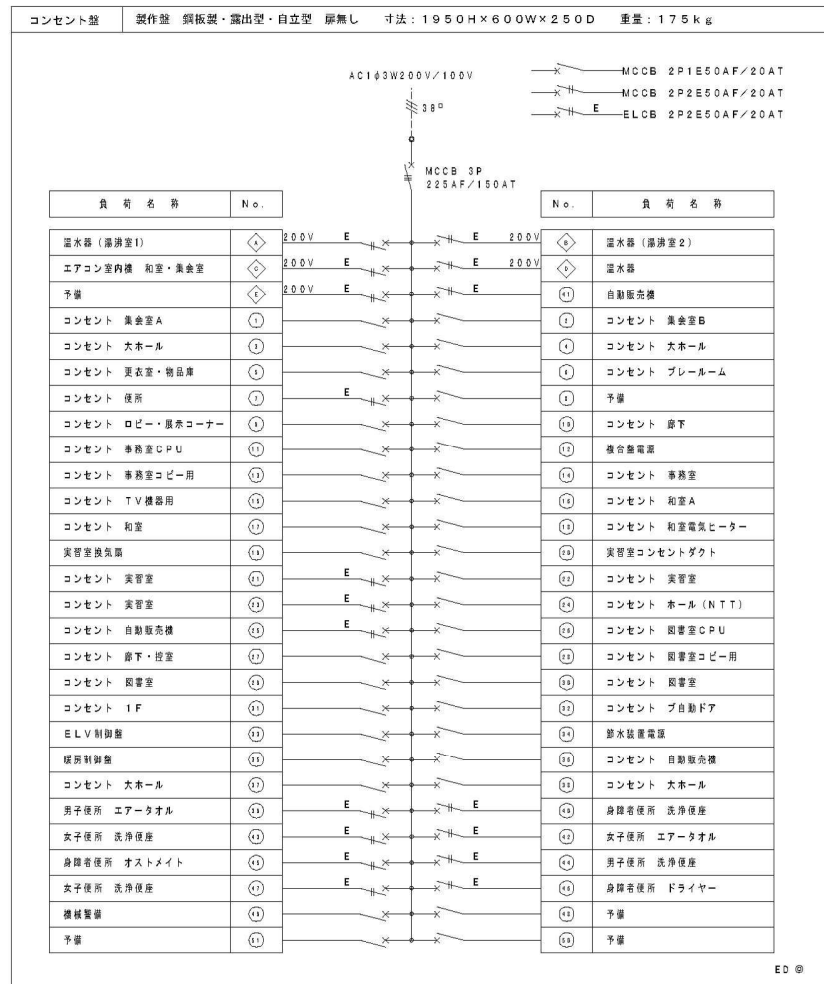 コンセント盤 製作盤 鋼板製・露出型・自立型 扉無し 寸法：1950H×600W×250D 重量：175kg
AC1φ3W200V/100V
MCCB 2P1E50AF/20AT
MCCB 2P2E50AF/20AT
E ELCB 2P2E50AF/20AT
38□
MCCB 3P
225AF/150AT
負荷名称 No. No. 負荷名称
温水器（湯沸室1） A 200V E E 200V B 温水器（湯沸室2）
エアコン室内機 和室・集会室 C 200V E E 200V D 温水器
予備 E 200V E E 41 自動販売機
コンセント 集会室A 1 2 コンセント 集会室B
コンセント 大ホール 3 4 コンセント 大ホール
コンセント 更衣室・物品庫 5 6 コンセント プレールーム
コンセント 便所 7 E 8 予備
コンセント ロビー・展示コーナー 9 10 コンセント 廊下
コンセント 事務室CPU 11 12 複合盤電源
コンセント 事務室コピー用 13 14 コンセント 事務室
コンセント TV機器用 15 16 コンセント 和室A
コンセント 和室 17 18 コンセント 和室電気ヒーター
実習室換気扇 19 20 実習室コンセントダクト
コンセント 実習室 21 E 22 コンセント 実習室
コンセント 実習室 23 E 24 コンセント ホール（NTT）
コンセント 自動販売機 25 E 26 コンセント 図書室CPU
コンセント 廊下・控室 27 28 コンセント 図書室コピー用
コンセント 図書室 29 30 コンセント 図書室
コンセント 1F 31 32 コンセント プ自動ドア
ELV制御盤 33 34 節水装置電源
暖房制御盤 35 36 コンセント 自動販売機
コンセント 大ホール 37 38 コンセント 大ホール
男子便所 エアータオル 39 E E 40 身障者便所 洗浄便座
女子便所 洗浄便座 43 E E 42 女子便所 エアータオル
身障者便所 オストメイト 45 E E 44 男子便所 洗浄便座
女子便所 洗浄便座 47 E E 46 身障者便所 ドライヤー
機械警備 49 48 予備
予備 51 50 予備
ED @